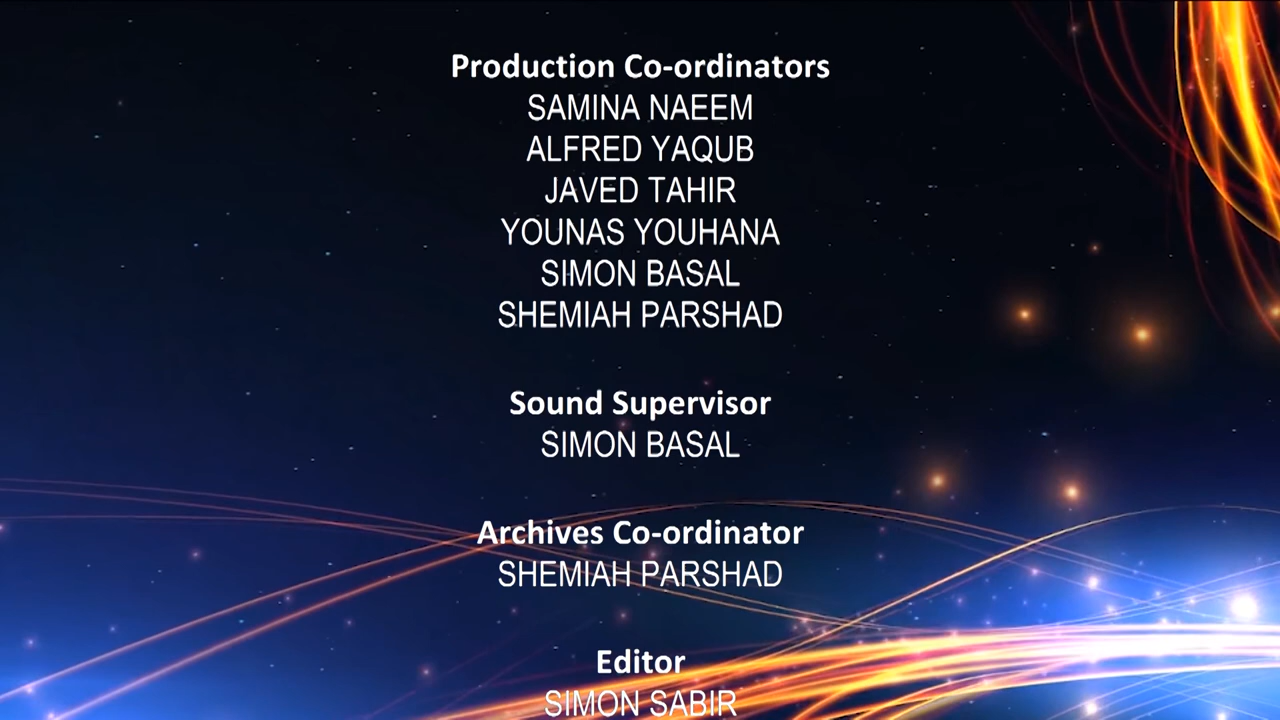 Production Co-ordinators
SAMINA NAEEM
ALFRED YAQUB
JAVED TAHIR
YOUNAS YOUHANA
SIMON BASAL
SHEMIAH PARSHAD
Sound Supervisor
SIMON BASAL
Archives Co-ordinator
SHEMIAH PARSHAD
Editor
SIMON SABIR